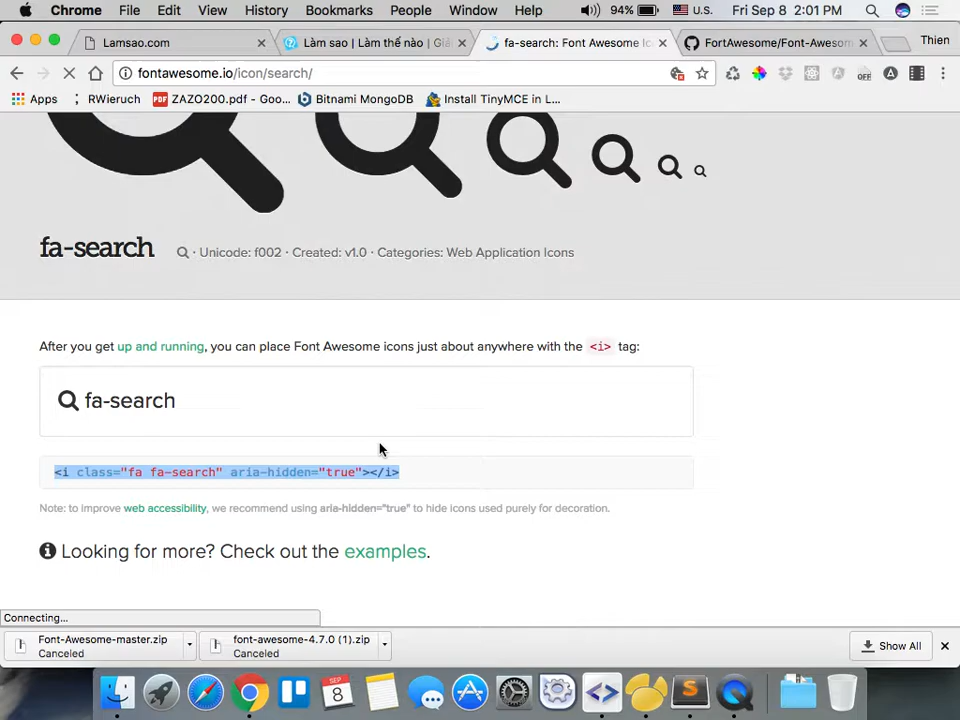 Chrome File Edit View History Bookmarks People Window Help 94% U.S. Fri Sep 8 2:01 PM
Lamsao.com Làm sao | Làm thế nào | Giả fa-search: Font Awesome Ic FortAwesome/Font-Awesom Thien
fontawesome.io/icon/search/ OFF
Apps RWieruch PDF ZAZO200.pdf - Goo... Bitnami MongoDB Install TinyMCE in L...
fa-search · Unicode: f002 · Created: v1.0 · Categories: Web Application Icons
After you get up and running, you can place Font Awesome icons just about anywhere with the <i> tag:
fa-search
<i class="fa fa-search" aria-hidden="true"></i>
Note: to improve web accessibility, we recommend using aria-hidden="true" to hide icons used purely for decoration.
Looking for more? Check out the examples.
Connecting...
Font-Awesome-master.zip font-awesome-4.7.0 (1).zip Show All
Canceled Canceled
SEP
8